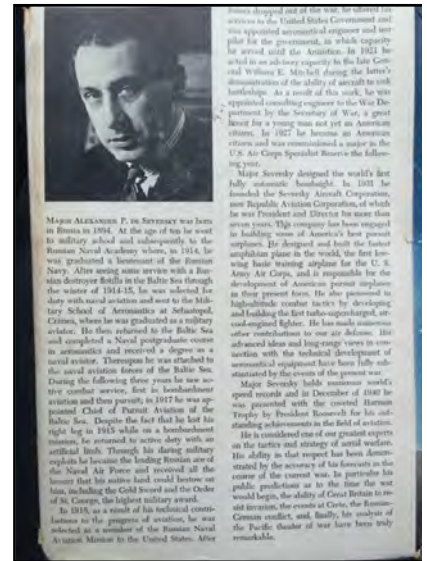 MAJOR ALEXANDER P. DE SEVERSKY was born
in Russia in 1894. At the age of ten he went
to military school and subsequently to the
Russian Naval Academy where, in 1914, he
was graduated a lieutenant of the Russian
Navy. After seeing some service with a Rus-
sian destroyer flotilla in the Baltic Sea through
the winter of 1914-15, he was selected for
duty with naval aviation and sent to the Mili-
tary School of Aeronautics at Sebastopol,
Crimea, where he was graduated as a military
aviator. He then returned to the Baltic Sea
and completed a Naval postgraduate course
in aeronautics and received a degree as a
naval aviator. Thereupon he was attached to
the naval aviation forces of the Baltic Sea.
During the following three years he saw ac-
tive combat service, first in bombardment
aviation and then pursuit; in 1917 he was ap-
pointed Chief of Pursuit Aviation of the
Baltic Sea. Despite the fact that he lost his
right leg in 1915 while on a bombardment
mission, he returned to active duty with an
artificial limb. Through his daring military
exploits he became the leading Russian ace of
the Naval Air Force and received all the
honors that his native land could bestow on
him, including the Gold Sword and the Order
of St. George, the highest military award.
In 1918, as a result of his technical contri-
butions to the progress of aviation, he was
selected as a member of the Russian Naval
Aviation Mission to the United States. After
dropped out of the war, he offered his
services to the United States Government and
was appointed aeronautical engineer and test
pilot for the government, in which capacity
he served until the Armistice. In 1921 he
acted in an advisory capacity to the late Gen-
eral William E. Mitchell during the latter's
demonstration of the ability of aircraft to sink
battleships. As a result of this work, he was
appointed consulting engineer to the War De-
partment by the Secretary of War, a great
honor for a young man not yet an American
citizen. In 1927 he became an American
citizen and was commissioned a major in the
U.S. Air Corps Specialist Reserve the follow-
ing year.
Major Seversky designed the world's first
fully automatic bombsight. In 1931 he
founded the Seversky Aircraft Corporation,
now Republic Aviation Corporation, of which
he was President and Director for more than
seven years. This company has been engaged
in building some of America's best pursuit
airplanes. He designed and built the fastest
amphibian plane in the world, the first low-
wing basic training airplane for the U. S.
Army Air Corps, and is responsible for the
development of American pursuit airplanes
in their present form. He also pioneered in
high-altitude combat tactics by developing
and building the first turbo-supercharged, air-
cooled-engined fighter. He has made numerous
other contributions to our air defense. His
advanced ideas and long-range views in con-
nection with the technical development of
aeronautical equipment have been fully sub-
stantiated by the events of the present war.
Major Seversky holds numerous world's
speed records and in December of 1940 he
was presented with the coveted Harmon
Trophy by President Roosevelt for his out-
standing achievements in the field of aviation.
He is considered one of our greatest experts
on the tactics and strategy of aerial warfare.
His ability in that respect has been demon-
strated by the accuracy of his forecasts in the
course of the current war. In particular his
public predictions as to the time the war
would begin, the ability of Great Britain to re-
sist invasion, the events at Crete, the Russian-
German conflict, and, finally, his analysis of
the Pacific theater of war have been truly
remarkable.